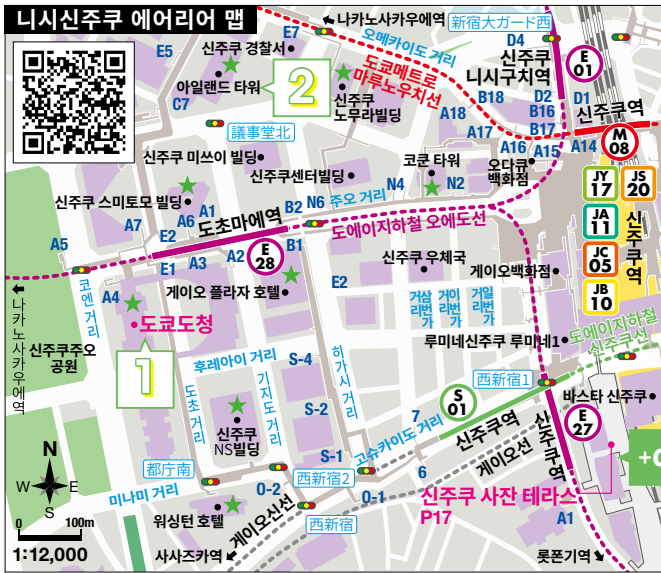 니시신주쿠 에어리어 맵
나카노사카우에역
新宿大ガード西
E7
E5
신주쿠 경찰서
오메카이도 거리
D4
신주쿠
니시구치역
E
01
아일랜드 타워
C7
2
도쿄메트로
마루노우치선
신주쿠
노무라빌딩
B18
A18
D2
B16
D1
신주쿠역
議事堂北
A17
B17
A16
A15
A14
M
08
신주쿠 미쓰이 빌딩
코쿤 타워
오다큐
백화점
신주쿠센터빌딩
JY
17
JS
20
신주쿠 스미토모 빌딩
N4
N2
주오 거리
N6
B2
A1
A6
A7
도초마에역
도에이지하철 오에도선
JA
11
신주쿠역
E2
A5
E
28
B1
E1
A3
A2
JC
05
신주쿠 우체국
게이오백화점
E2
JB
10
나카노사카우에역
코엔 거리
A4
게이오 플라자 호텔
거삼
리번
가
거이
리번
가
거일
리번
가
도쿄도청
도에이지하철
신주쿠선
루미네신주쿠 루미네1
신주쿠주오
공원
1
후레아이 거리
S-4
히가시 거리
西新宿1
도초 거리
기지도 거리
S-2
S
01
바스타 신주쿠
7
신주쿠역
E
27
신주쿠
NS빌딩
고슈카이도 거리
게이오선
신주쿠역
N
W
E
S
S-1
都庁南
西新宿2
6
미나미 거리
O-2
O-1
신주쿠 사잔 테라스
P17
0
100m
워싱턴 호텔
게이오신선
西新宿
A1
1:12,000
사사즈카역
롯폰기역